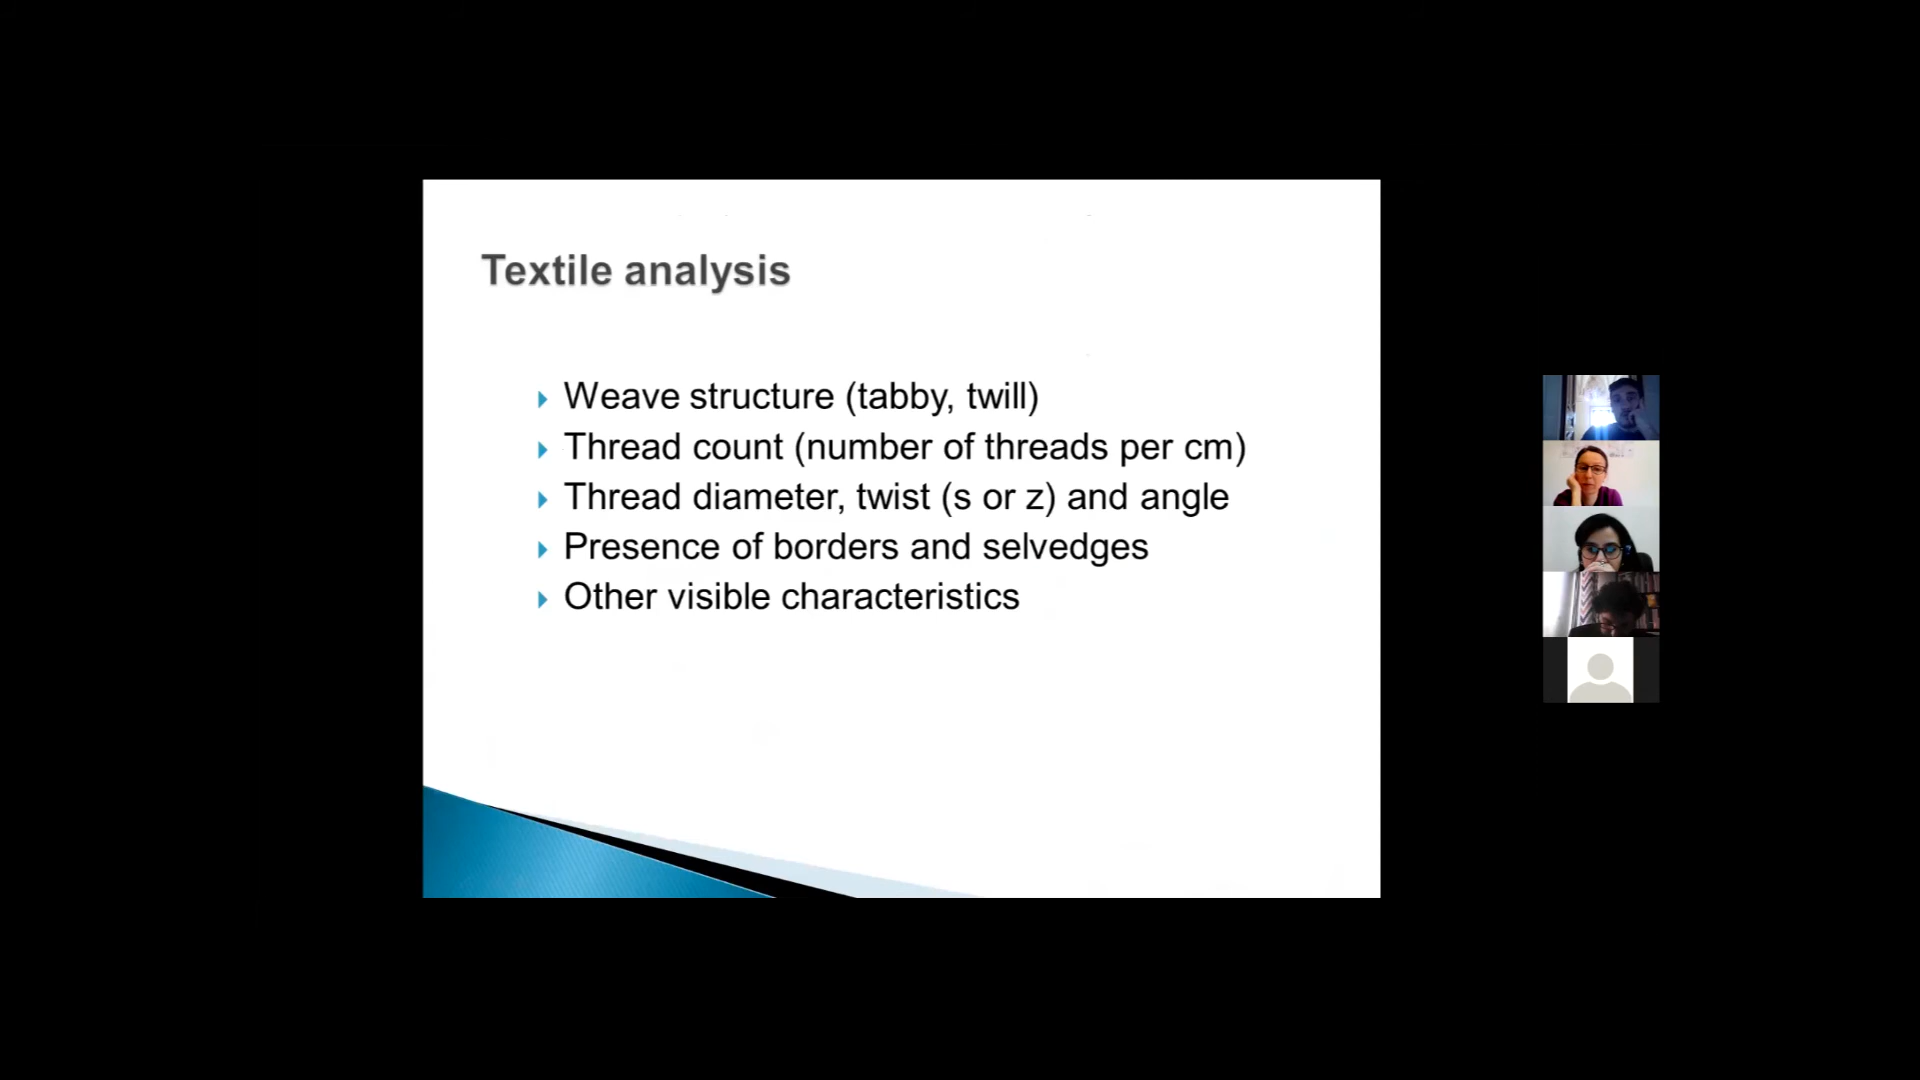 Textile analysis
Weave structure (tabby, twill)
Thread count (number of threads per cm)
Thread diameter, twist (s or z) and angle
Presence of borders and selvedges
Other visible characteristics